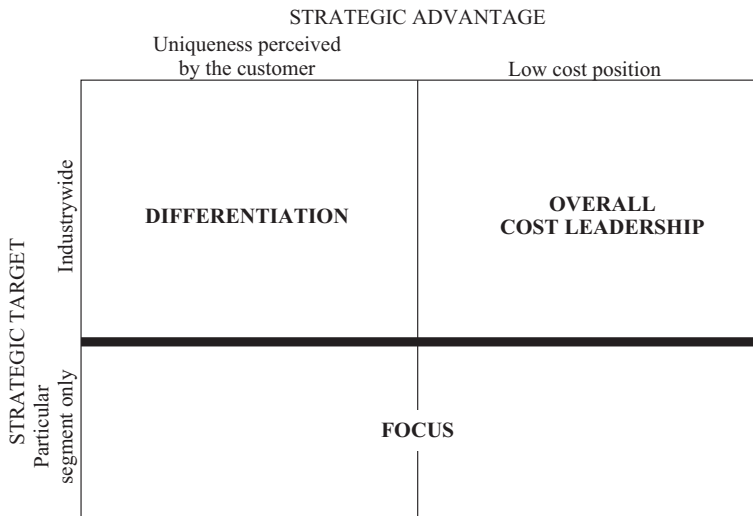 STRATEGIC ADVANTAGE
Uniqueness perceived
by the customer
Low cost position
STRATEGIC TARGET
Industrywide
DIFFERENTIATION
OVERALL
COST LEADERSHIP
Particular
segment only
FOCUS